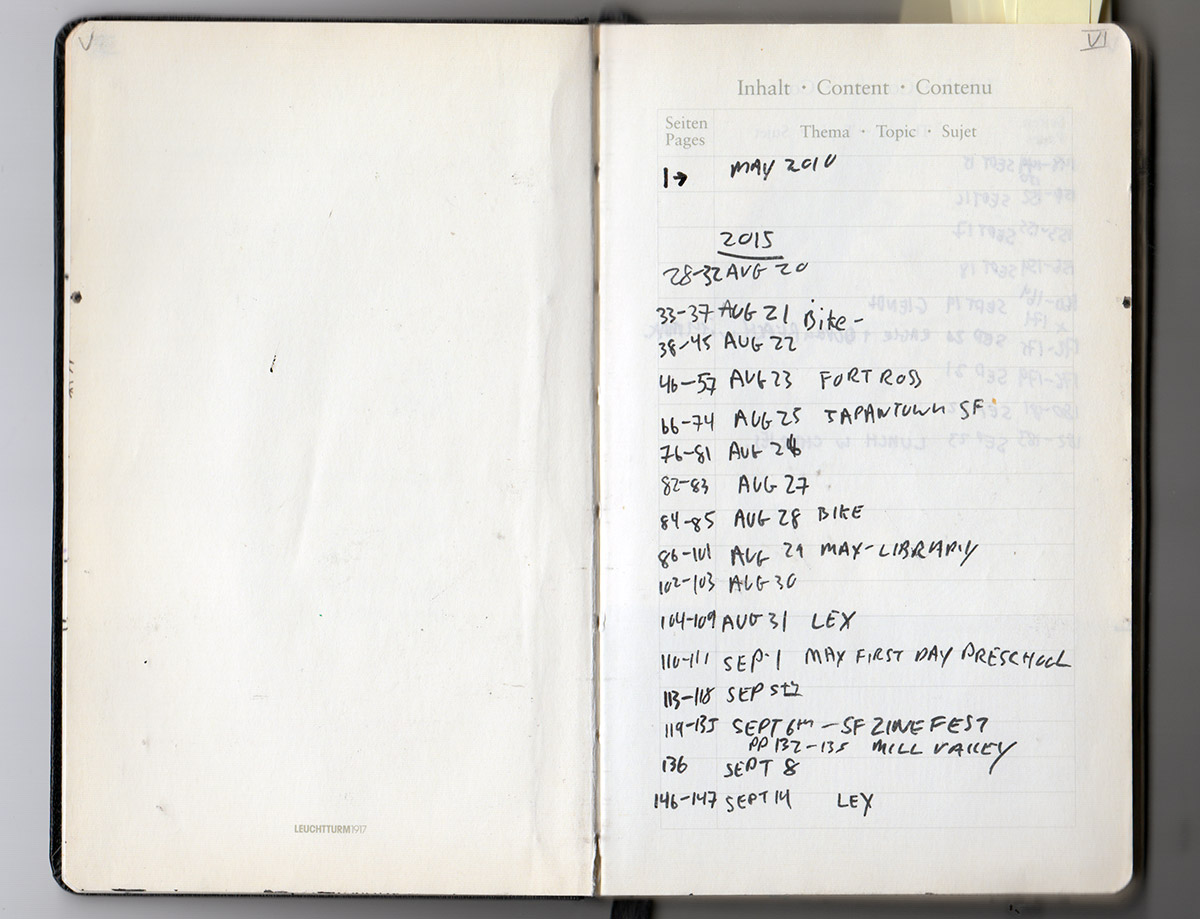 V
VI
Inhalt · Content · Contenu
Seiten
Pages
Thema · Topic · Sujet
1→ MAY 2010
2015
28-32 AUG 20
33-37 AUG 21 Bike-
38-45 AUG 22
46-57 AUG 23 FORT ROSS
66-74 AUG 25 JAPANTOWN SF
76-81 AUG 26
82-83 AUG 27
84-85 AUG 28 BIKE
86-101 AUG 29 MAX-LIBRARY
102-103 AUG 30
104-109 AUG 31 LEX
110-111 SEP-1 MAX FIRST DAY PRESCHOOL
113-118 SEP
119-135 SEPT 6th - SF ZINE FEST
PP 132-135 MILL VALLEY
136 SEPT 8
146-147 SEPT 14 LEX
LEUCHTTURM1917